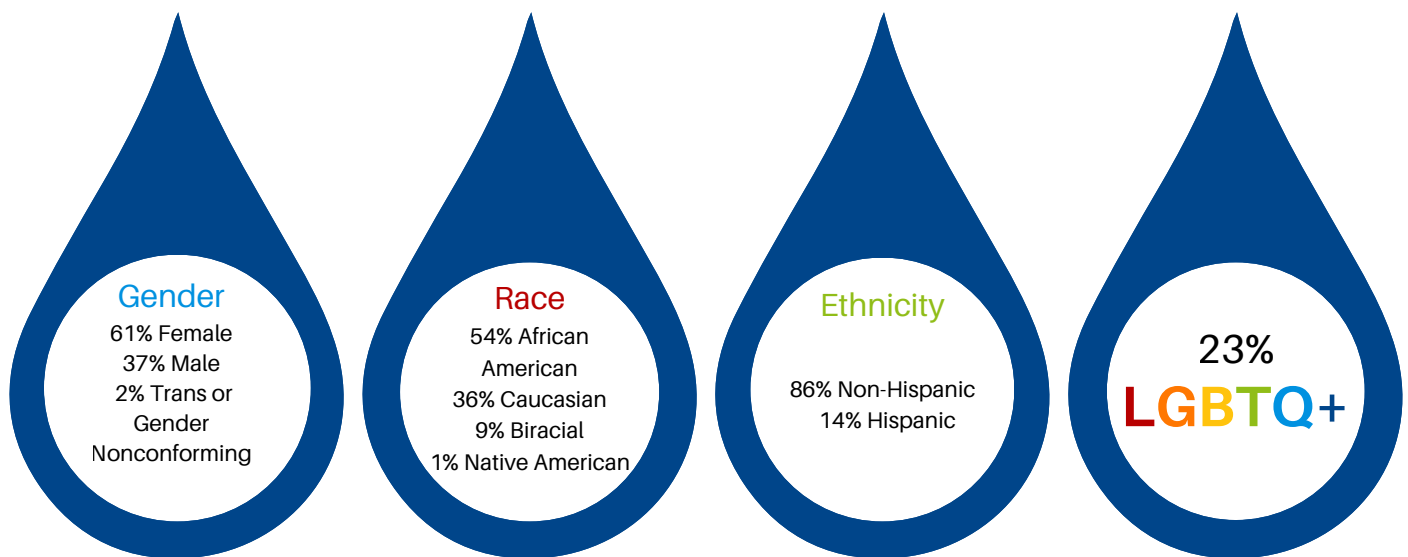 Gender
61% Female
37% Male
2% Trans or
Gender
Nonconforming
Race
54% African
American
36% Caucasian
9% Biracial
1% Native American
Ethnicity
86% Non-Hispanic
14% Hispanic
23%
LGBTQ+